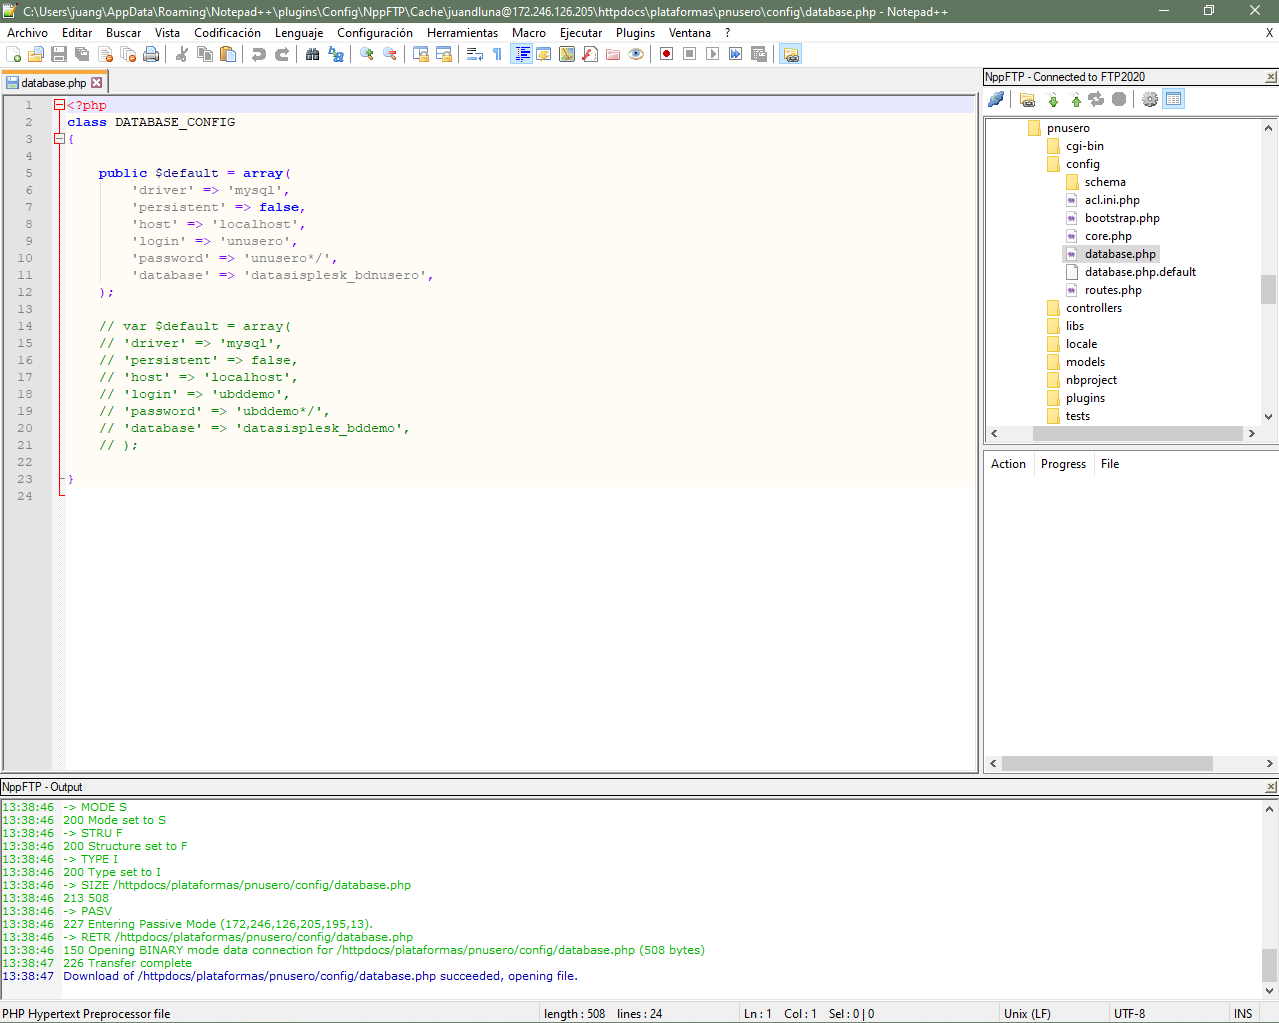 C:\Users\juang\AppData\Roaming\Notepad++\plugins\Config\NppFTP\Cache\juandluna@172.246.126.205\httpdocs\plataformas\pnusero\config\database.php - Notepad++
Archivo Editar Buscar Vista Codificación Lenguaje Configuración Herramientas Macro Ejecutar Plugins Ventana ? X
database.php
1 <?php
2 class DATABASE_CONFIG
3 {
4
5 public $default = array(
6 'driver' => 'mysql',
7 'persistent' => false,
8 'host' => 'localhost',
9 'login' => 'unusero',
10 'password' => 'unusero*/',
11 'database' => 'datasisplesk_bdnusero',
12 );
13
14 // var $default = array(
15 // 'driver' => 'mysql',
16 // 'persistent' => false,
17 // 'host' => 'localhost',
18 // 'login' => 'ubddemo',
19 // 'password' => 'ubddemo*/',
20 // 'database' => 'datasisplesk_bddemo',
21 // );
22
23 }
24
NppFTP - Connected to FTP2020
pnusero
cgi-bin
config
schema
acl.ini.php
bootstrap.php
core.php
database.php
database.php.default
routes.php
controllers
libs
locale
models
nbproject
plugins
tests
Action Progress File
NppFTP - Output
13:38:46 -> MODE S
13:38:46 200 Mode set to S
13:38:46 -> STRU F
13:38:46 200 Structure set to F
13:38:46 -> TYPE I
13:38:46 200 Type set to I
13:38:46 -> SIZE /httpdocs/plataformas/pnusero/config/database.php
13:38:46 213 508
13:38:46 -> PASV
13:38:46 227 Entering Passive Mode (172,246,126,205,195,13).
13:38:46 -> RETR /httpdocs/plataformas/pnusero/config/database.php
13:38:46 150 Opening BINARY mode data connection for /httpdocs/plataformas/pnusero/config/database.php (508 bytes)
13:38:47 226 Transfer complete
13:38:47 Download of /httpdocs/plataformas/pnusero/config/database.php succeeded, opening file.
PHP Hypertext Preprocessor file length : 508 lines : 24 Ln : 1 Col : 1 Sel : 0 | 0 Unix (LF) UTF-8 INS